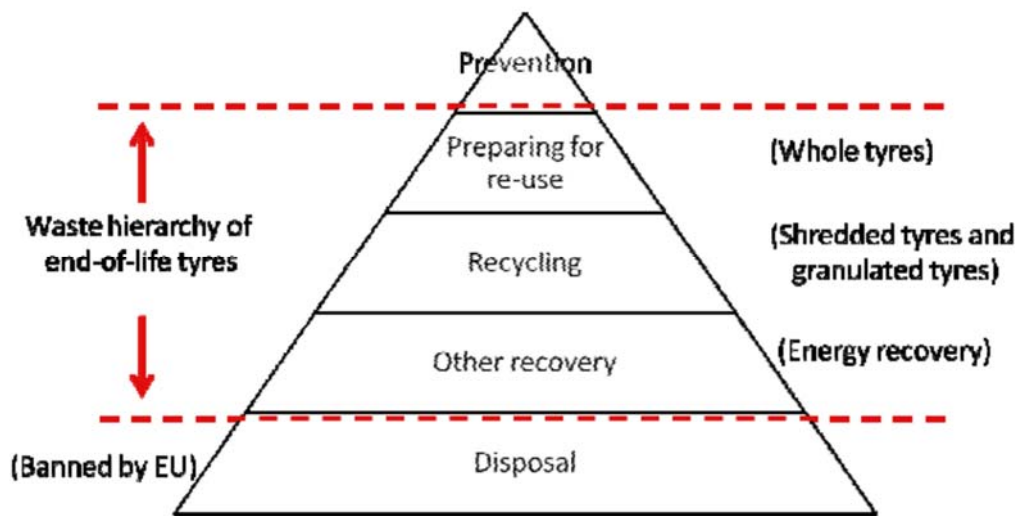 Prevention
Preparing for
re-use
(Whole tyres)
Waste hierarchy of
end-of-life tyres
Recycling
(Shredded tyres and
granulated tyres)
Other recovery
(Energy recovery)
(Banned by EU)
Disposal